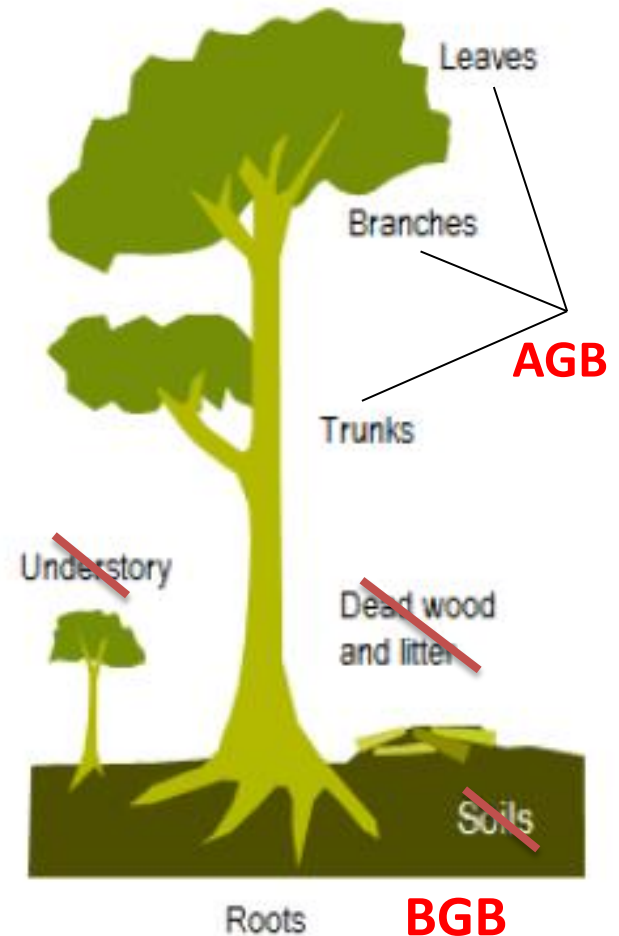 Leaves
Branches
AGB
Trunks
Understory
Dead wood
and litter
Soils
Roots
BGB